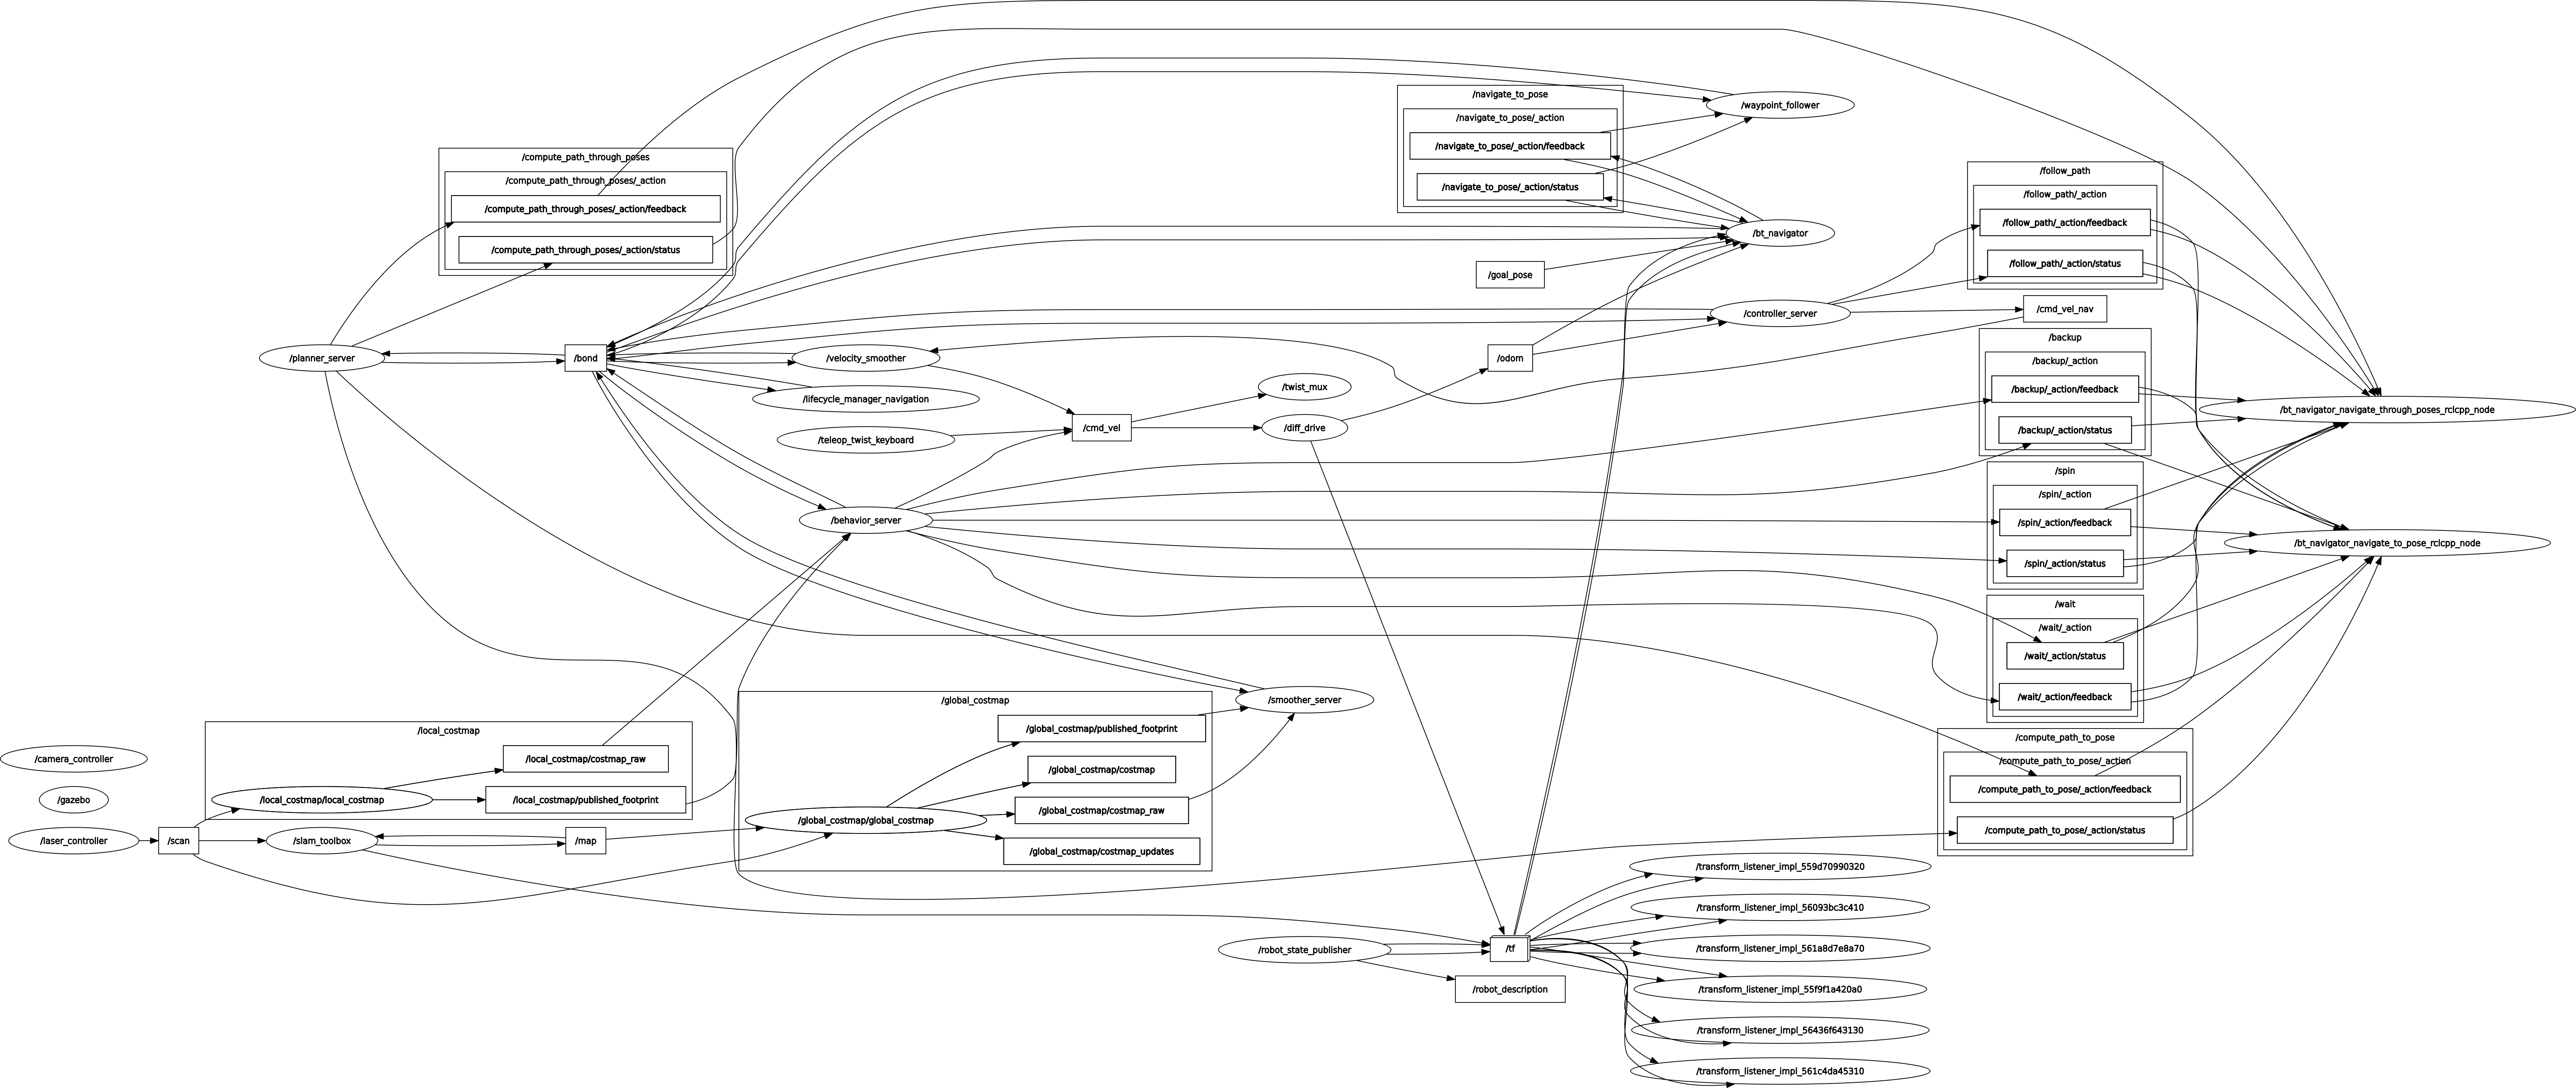 /compute_path_through_poses
/compute_path_through_poses/_action
/compute_path_through_poses/_action/feedback
/compute_path_through_poses/_action/status
/navigate_to_pose
/navigate_to_pose/_action
/navigate_to_pose/_action/feedback
/navigate_to_pose/_action/status
/waypoint_follower
/bt_navigator
/goal_pose
/follow_path
/follow_path/_action
/follow_path/_action/feedback
/follow_path/_action/status
/controller_server
/cmd_vel_nav
/planner_server
/bond
/velocity_smoother
/lifecycle_manager_navigation
/teleop_twist_keyboard
/cmd_vel
/twist_mux
/diff_drive
/odom
/backup
/backup/_action
/backup/_action/feedback
/backup/_action/status
/bt_navigator_navigate_through_poses_rclcpp_node
/spin
/spin/_action
/spin/_action/feedback
/spin/_action/status
/behavior_server
/bt_navigator_navigate_to_pose_rclcpp_node
/wait
/wait/_action
/wait/_action/status
/wait/_action/feedback
/smoother_server
/compute_path_to_pose
/compute_path_to_pose/_action
/compute_path_to_pose/_action/feedback
/compute_path_to_pose/_action/status
/local_costmap
/local_costmap/costmap_raw
/local_costmap/local_costmap
/local_costmap/published_footprint
/global_costmap
/global_costmap/published_footprint
/global_costmap/costmap
/global_costmap/costmap_raw
/global_costmap/global_costmap
/global_costmap/costmap_updates
/camera_controller
/gazebo
/laser_controller
/scan
/slam_toolbox
/map
/robot_state_publisher
/tf
/robot_description
/transform_listener_impl_559d70990320
/transform_listener_impl_56093bc3c410
/transform_listener_impl_561a8d7e8a70
/transform_listener_impl_55f9f1a420a0
/transform_listener_impl_56436f643130
/transform_listener_impl_561c4da45310